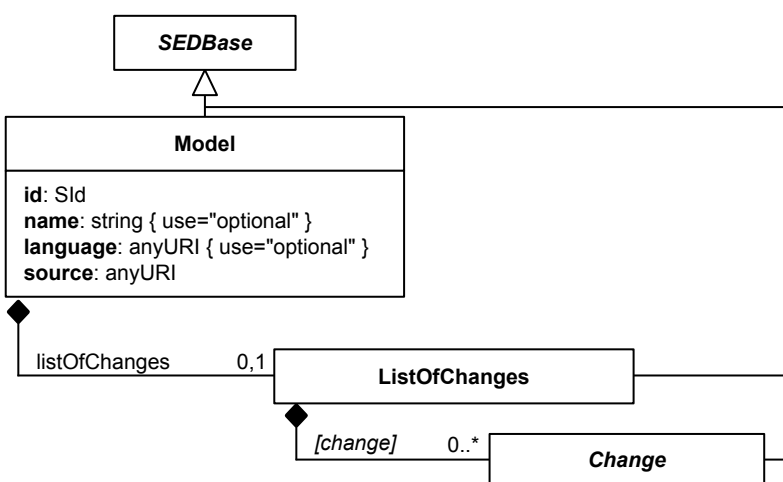 SEDBase
Model
id: SId
name: string { use="optional" }
language: anyURI { use="optional" }
source: anyURI
listOfChanges 0,1
ListOfChanges
[change] 0..*
Change